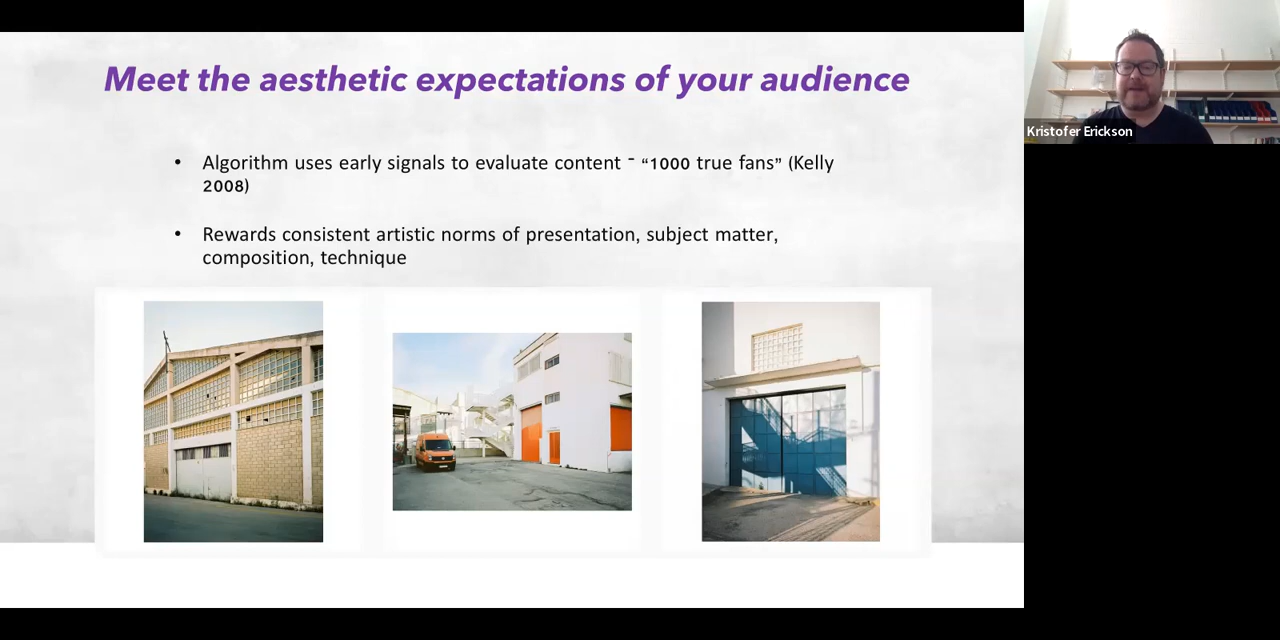 Meet the aesthetic expectations of your audience
• Algorithm uses early signals to evaluate content - “1000 true fans” (Kelly
2008)
• Rewards consistent artistic norms of presentation, subject matter,
composition, technique
Kristofer Erickson